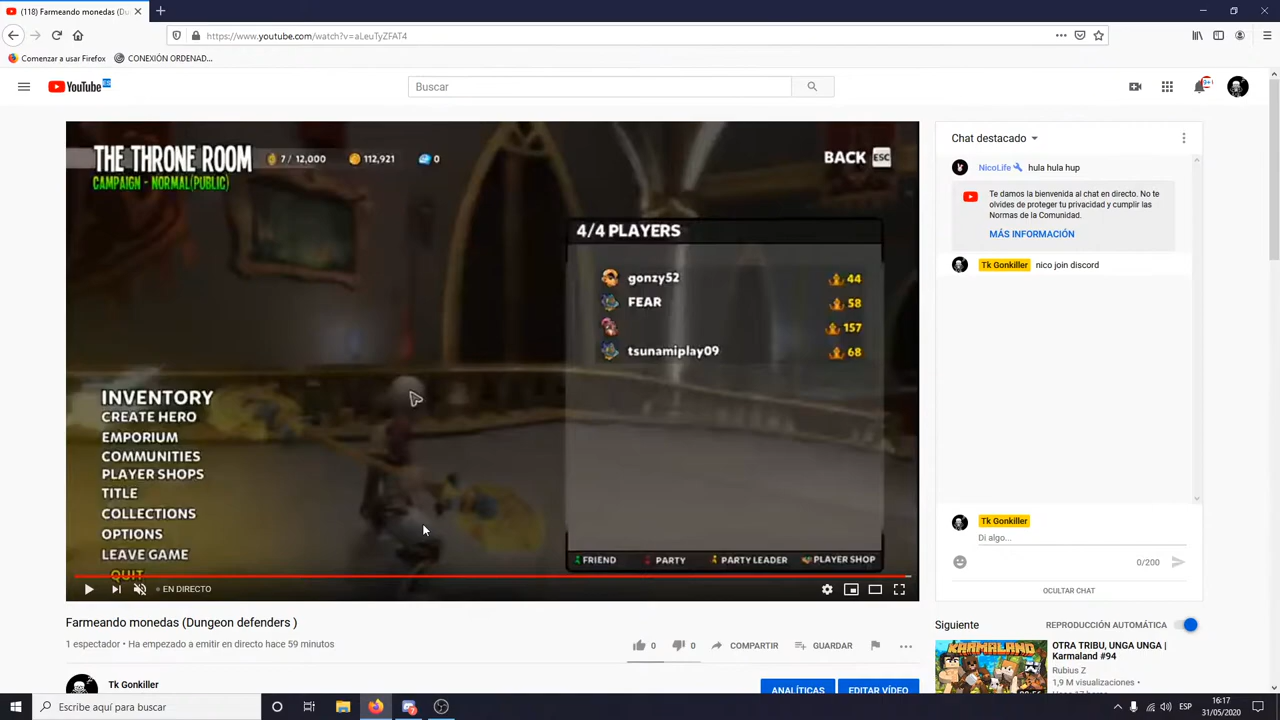 (118) Farmeando monedas (Du
https://www.youtube.com/watch?v=aLeuTyZFAT4
Comenzar a usar Firefox
CONEXIÓN ORDENAD...
YouTube ES
Buscar
9+
THE THRONE ROOM
7 / 12,000
112,921
0
BACK ESC
CAMPAIGN - NORMAL(PUBLIC)
4/4 PLAYERS
gonzy52 44
FEAR 58
157
tsunamiplay09 68
INVENTORY
CREATE HERO
EMPORIUM
COMMUNITIES
PLAYER SHOPS
TITLE
COLLECTIONS
OPTIONS
LEAVE GAME
QUIT
FRIEND PARTY PARTY LEADER PLAYER SHOP
EN DIRECTO
Farmeando monedas (Dungeon defenders )
1 espectador • Ha empezado a emitir en directo hace 59 minutos
0
0
COMPARTIR
GUARDAR
Tk Gonkiller
ANALÍTICAS
EDITAR VÍDEO
Chat destacado
NicoLife hula hula hup
Te damos la bienvenida al chat en directo. No te
olvides de proteger tu privacidad y cumplir las
Normas de la Comunidad.
MÁS INFORMACIÓN
Tk Gonkiller nico join discord
Tk Gonkiller
Di algo...
0/200
OCULTAR CHAT
Siguiente
REPRODUCCIÓN AUTOMÁTICA
KARMALAND
OTRA TRIBU, UNGA UNGA |
Karmaland #94
Rubius Z
1,9 M visualizaciones •
Escribe aquí para buscar
ESP
16:17
31/05/2020